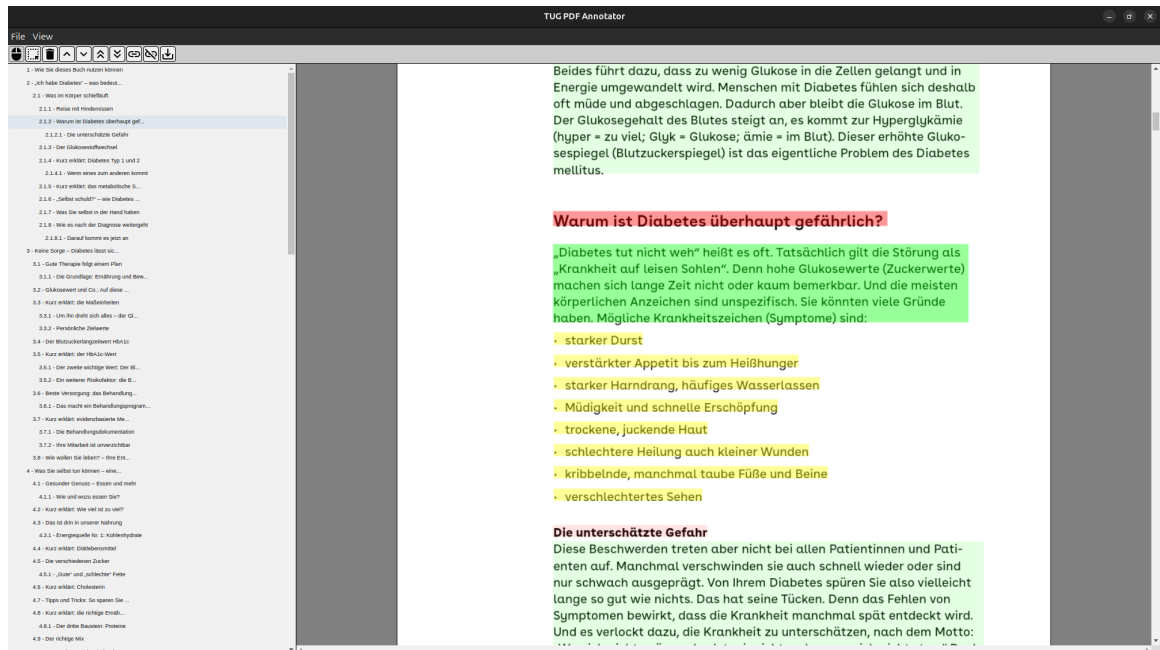 TUG PDF Annotator
File View
1 - Wie Sie dieses Buch nutzen können
2 - „Ich habe Diabetes“ – was bedeut...
2.1 - Was im Körper schiefläuft
2.1.1 - Reise mit Hindernissen
2.1.2 - Warum ist Diabetes überhaupt gef...
2.1.2.1 - Die unterschätzte Gefahr
2.1.3 - Der Glukosestoffwechsel
2.1.4 - Kurz erklärt: Diabetes Typ 1 und 2
2.1.4.1 - Wenn eines zum anderen kommt
2.1.5 - Kurz erklärt: das metabolische S...
2.1.6 - „Selbst schuld?“ – wie Diabetes ...
2.1.7 - Was Sie selbst in der Hand haben
2.1.8 - Wie es nach der Diagnose weitergeht
2.1.8.1 - Darauf kommt es jetzt an
3 - Keine Sorge – Diabetes lässt sic...
3.1 - Gute Therapie folgt einem Plan
3.1.1 - Die Grundlage: Ernährung und Bew...
3.2 - Glukosewert und Co.: Auf diese ...
3.3 - Kurz erklärt: die Maßeinheiten
3.3.1 - Um ihn dreht sich alles – der Gl...
3.3.2 - Persönliche Zielwerte
3.4 - Der Blutzuckerlangzeitwert HbA1c
3.5 - Kurz erklärt: der HbA1c-Wert
3.5.1 - Der zweite wichtige Wert: Der Bl...
3.5.2 - Ein weiterer Risikofaktor: die B...
3.6 - Beste Versorgung: das Behandlung...
3.6.1 - Das macht ein Behandlungsprogram...
3.7 - Kurz erklärt: evidenzbasierte Me...
3.7.1 - Die Behandlungsdokumentation
3.7.2 - Ihre Mitarbeit ist unverzichtbar
3.8 - Wie wollen Sie leben? – Ihre Ent...
4 - Was Sie selbst tun können – eine...
4.1 - Gesunder Genuss – Essen und mehr
4.1.1 - Wie und wozu essen Sie?
4.2 - Kurz erklärt: Wie viel ist zu viel?
4.3 - Das ist drin in unserer Nahrung
4.3.1 - Energiequelle Nr. 1: Kohlenhydrate
4.4 - Kurz erklärt: Diätlebensmittel
4.5 - Die verschiedenen Zucker
4.5.1 - „Gute“ und „schlechte“ Fette
4.6 - Kurz erklärt: Cholesterin
4.7 - Tipps und Tricks: So sparen Sie ...
4.8 - Kurz erklärt: die richtige Ernäh...
4.8.1 - Der dritte Baustein: Proteine
4.9 - Der richtige Mix
Beides führt dazu, dass zu wenig Glukose in die Zellen gelangt und in
Energie umgewandelt wird. Menschen mit Diabetes fühlen sich deshalb
oft müde und abgeschlagen. Dadurch aber bleibt die Glukose im Blut.
Der Glukosegehalt des Blutes steigt an, es kommt zur Hyperglykämie
(hyper = zu viel; Glyk = Glukose; ämie = im Blut). Dieser erhöhte Gluko-
sespiegel (Blutzuckerspiegel) ist das eigentliche Problem des Diabetes
mellitus.
Warum ist Diabetes überhaupt gefährlich?
„Diabetes tut nicht weh“ heißt es oft. Tatsächlich gilt die Störung als
„Krankheit auf leisen Sohlen“. Denn hohe Glukosewerte (Zuckerwerte)
machen sich lange Zeit nicht oder kaum bemerkbar. Und die meisten
körperlichen Anzeichen sind unspezifisch. Sie könnten viele Gründe
haben. Mögliche Krankheitszeichen (Symptome) sind:
· starker Durst
· verstärkter Appetit bis zum Heißhunger
· starker Harndrang, häufiges Wasserlassen
· Müdigkeit und schnelle Erschöpfung
· trockene, juckende Haut
· schlechtere Heilung auch kleiner Wunden
· kribbelnde, manchmal taube Füße und Beine
· verschlechtertes Sehen
Die unterschätzte Gefahr
Diese Beschwerden treten aber nicht bei allen Patientinnen und Pati-
enten auf. Manchmal verschwinden sie auch schnell wieder oder sind
nur schwach ausgeprägt. Von Ihrem Diabetes spüren Sie also vielleicht
lange so gut wie nichts. Das hat seine Tücken. Denn das Fehlen von
Symptomen bewirkt, dass die Krankheit manchmal spät entdeckt wird.
Und es verlockt dazu, die Krankheit zu unterschätzen, nach dem Motto: